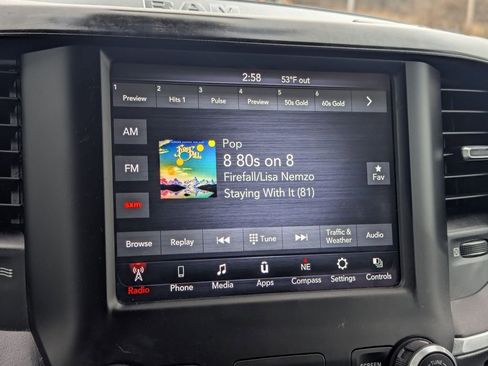 RAM
2:58 53°F out
1 2 3 4 5 6
Preview Hits 1 Pulse Preview 50s Gold 60s Gold
AM
Pop
8 80s on 8
FM
Firefall/Lisa Nemzo
Fav
Staying With It (81)
sxm
Browse Replay Tune Traffic & Weather Audio
NE
Radio Phone Media Apps Compass Settings Controls
SCREEN
TUNE